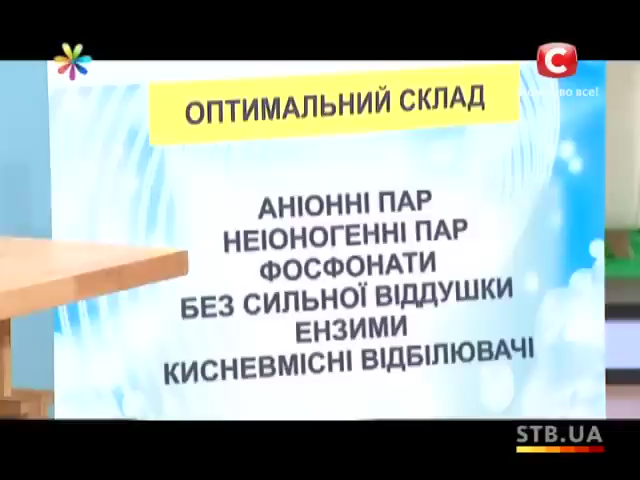 ОПТИМАЛЬНИЙ СКЛАД
АНІОННІ ПАР
НЕІОНОГЕННІ ПАР
ФОСФОНАТИ
БЕЗ СИЛЬНОЇ ВІДДУШКИ
ЕНЗИМИ
КИСНЕВМІСНІ ВІДБІЛЮВАЧІ
STB.UA